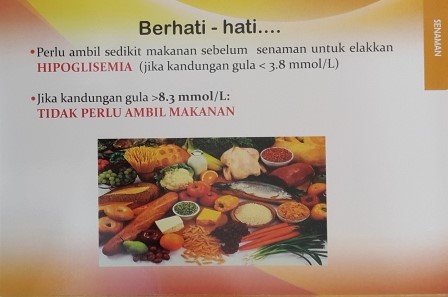 Berhati - hati....
•Perlu ambil sedikit makanan sebelum senaman untuk elakkan
HIPOGLISEMIA (jika kandungan gula < 3.8 mmol/L)
•Jika kandungan gula >8.3 mmol/L:
TIDAK PERLU AMBIL MAKANAN
SENAMAN